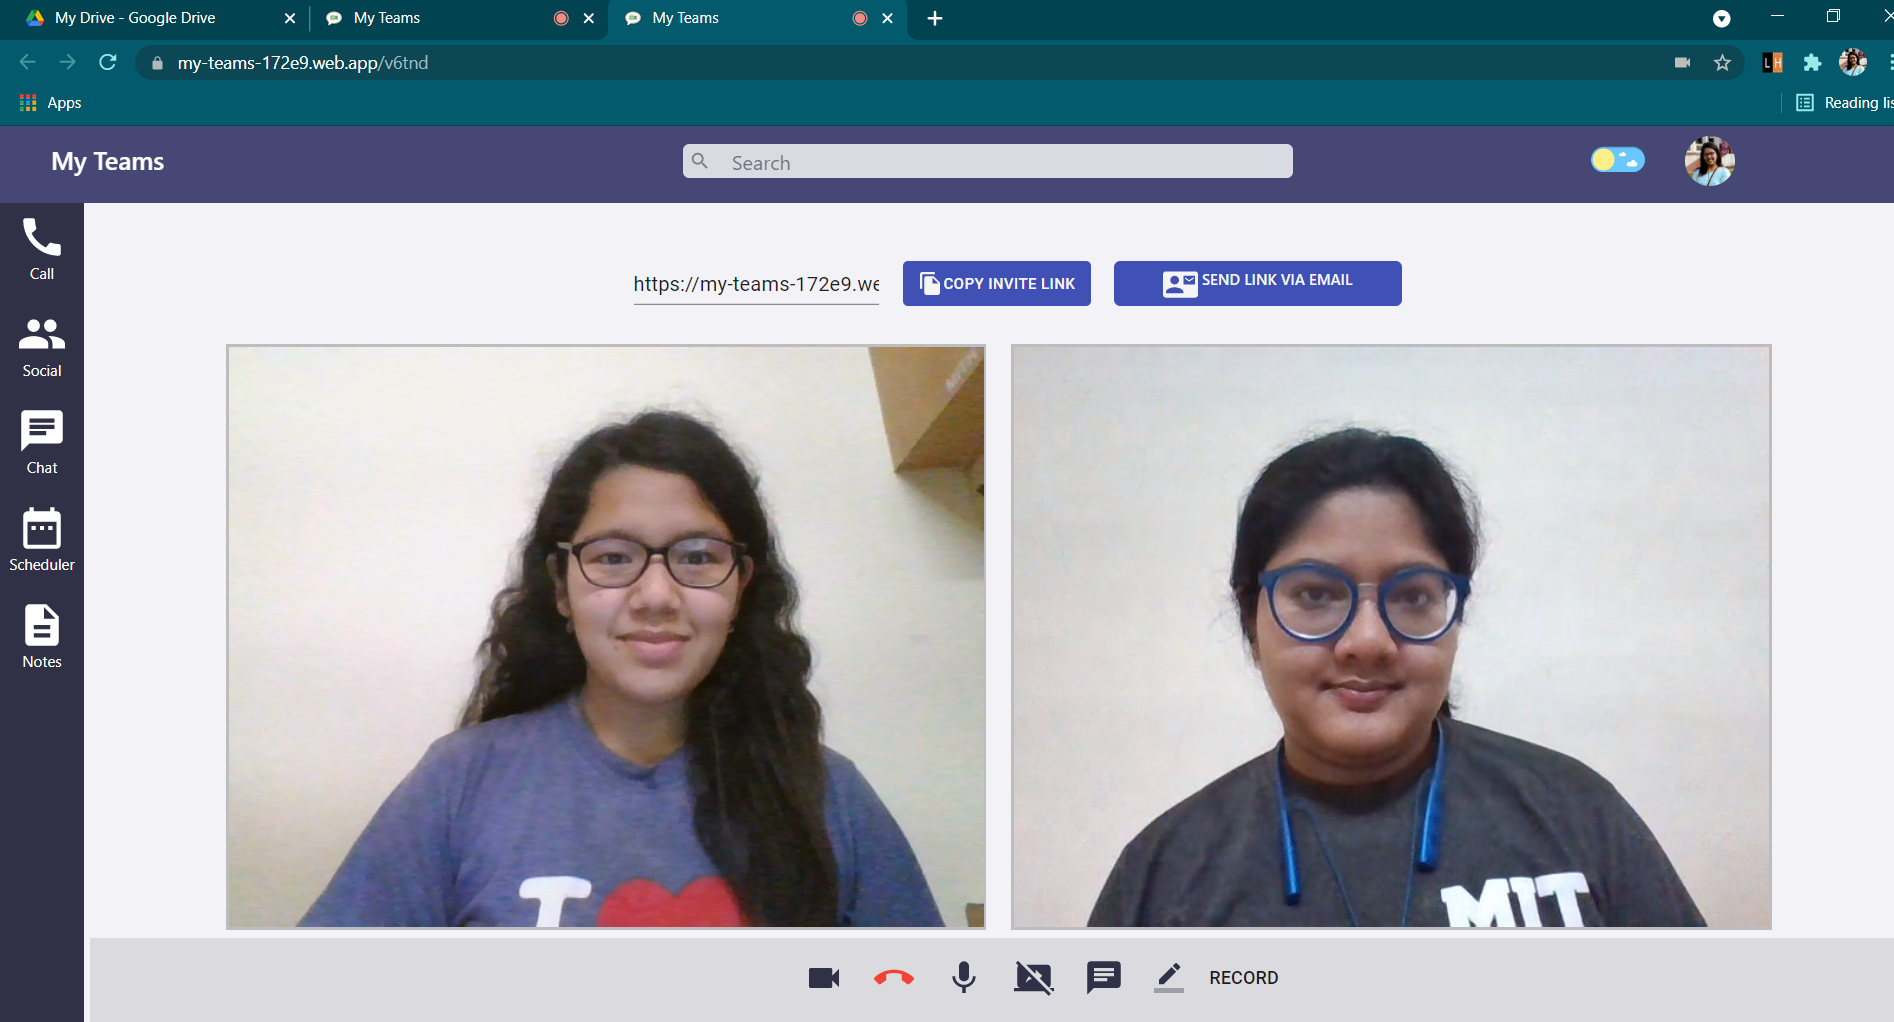 My Drive - Google Drive
My Teams
My Teams
my-teams-172e9.web.app/v6tnd
Apps
Reading lis
My Teams
Search
Call
Social
Chat
Scheduler
Notes
https://my-teams-172e9.we
COPY INVITE LINK
SEND LINK VIA EMAIL
I
MIT
RECORD